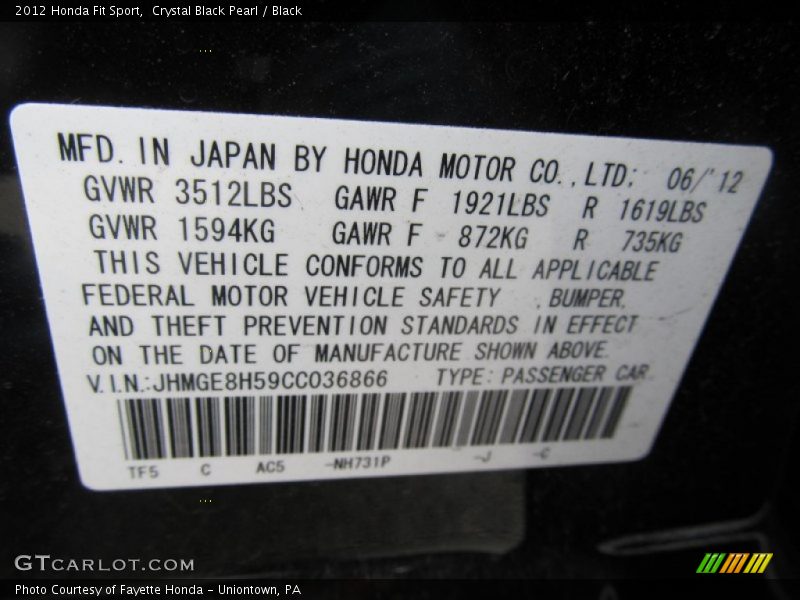 2012 Honda Fit Sport,  Crystal Black Pearl / Black
MFD. IN JAPAN BY HONDA MOTOR CO.,LTD; 06/'12
GVWR 3512LBS GAWR F 1921LBS R 1619LBS
GVWR 1594KG GAWR F 872KG R 735KG
THIS VEHICLE CONFORMS TO ALL APPLICABLE
FEDERAL MOTOR VEHICLE SAFETY ,BUMPER,
AND THEFT PREVENTION STANDARDS IN EFFECT
ON THE DATE OF MANUFACTURE SHOWN ABOVE.
V.I.N.:JHMGE8H59CC036866 TYPE: PASSENGER CAR
TF5 C AC5 -NH731P -J -C
GTCARLOT.COM
Photo Courtesy of Fayette Honda - Uniontown, PA